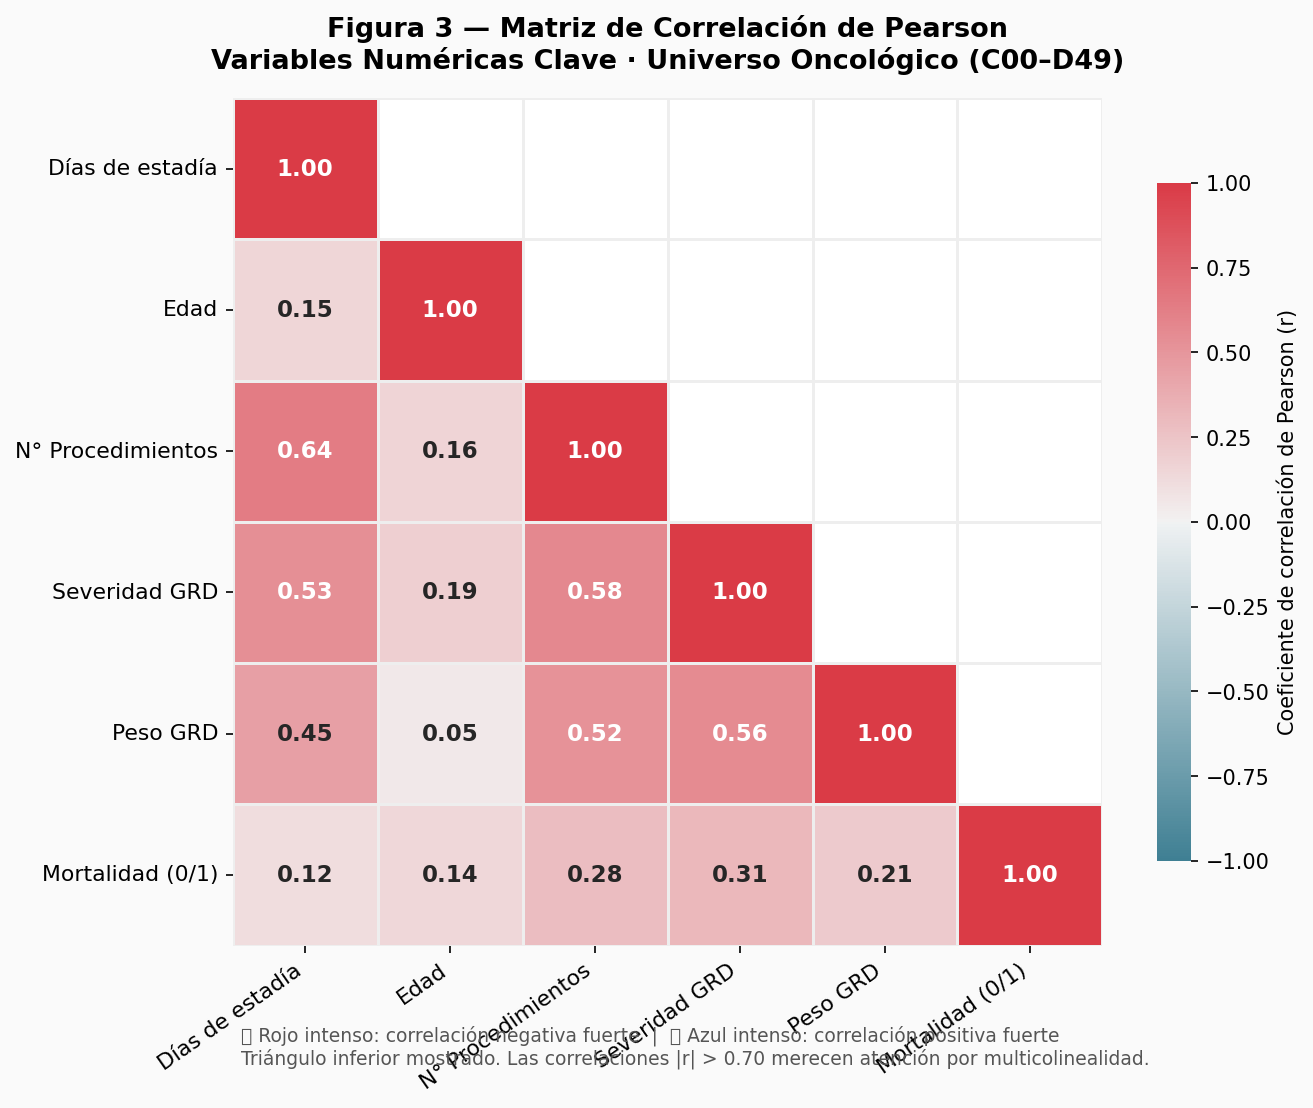 Figura 3 — Matriz de Correlación de Pearson
Variables Numéricas Clave · Universo Oncológico (C00–D49)
Días de estadía
1.00
Edad
0.15 1.00
N° Procedimientos
0.64 0.16 1.00
Severidad GRD
0.53 0.19 0.58 1.00
Peso GRD
0.45 0.05 0.52 0.56 1.00
Mortalidad (0/1)
0.12 0.14 0.28 0.31 0.21 1.00
Días de estadía
Edad
N° Procedimientos
Severidad GRD
Peso GRD
Mortalidad (0/1)
1.00
0.75
0.50
0.25
0.00
−0.25
−0.50
−0.75
−1.00
Coeficiente de correlación de Pearson (r)
Rojo intenso: correlación negativa fuerte | Azul intenso: correlación positiva fuerte
Triángulo inferior mostrado. Las correlaciones |r| > 0.70 merecen atención por multicolinealidad.